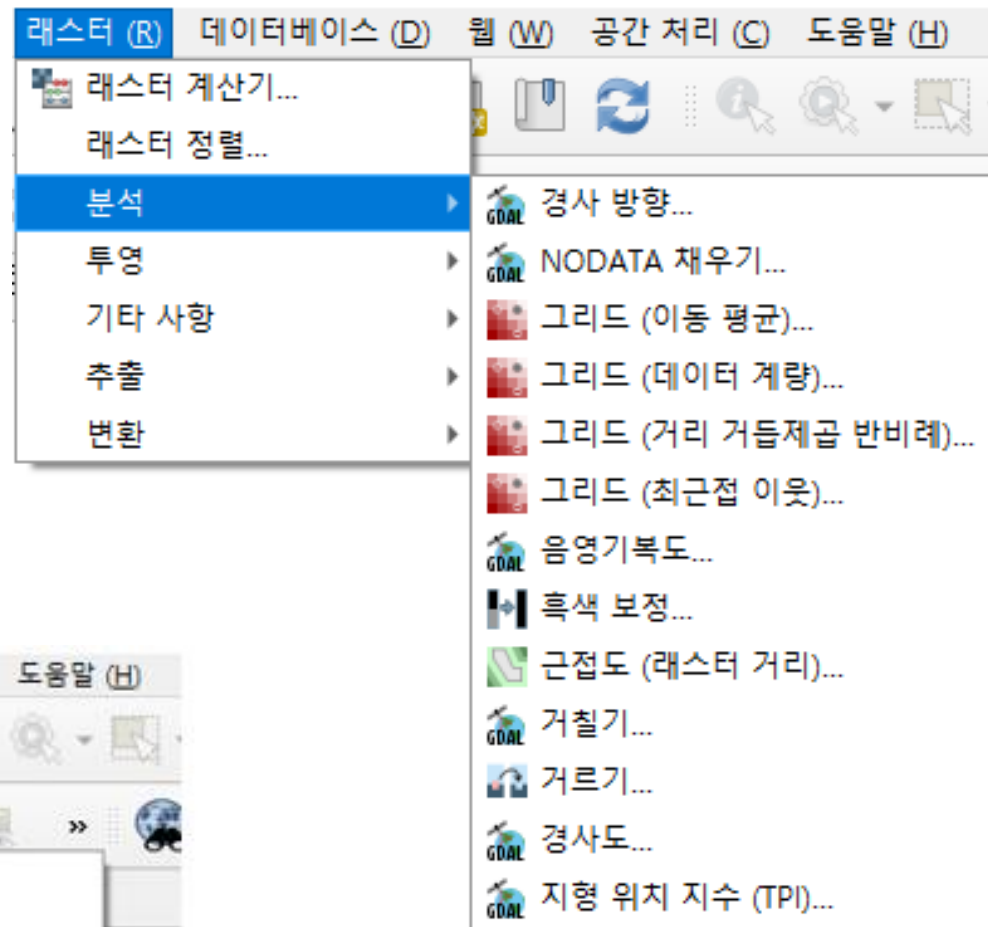 래스터 (R) 데이터베이스 (D) 웹 (W) 공간 처리 (C) 도움말 (H)
래스터 계산기...
래스터 정렬...
분석
투영
기타 사항
추출
변환
GDAL 경사 방향...
GDAL NODATA 채우기...
그리드 (이동 평균)...
그리드 (데이터 계량)...
그리드 (거리 거듭제곱 반비례)...
그리드 (최근접 이웃)...
GDAL 음영기복도...
흑색 보정...
근접도 (래스터 거리)...
GDAL 거칠기...
거르기...
GDAL 경사도...
GDAL 지형 위치 지수 (TPI)...
도움말 (H)
»